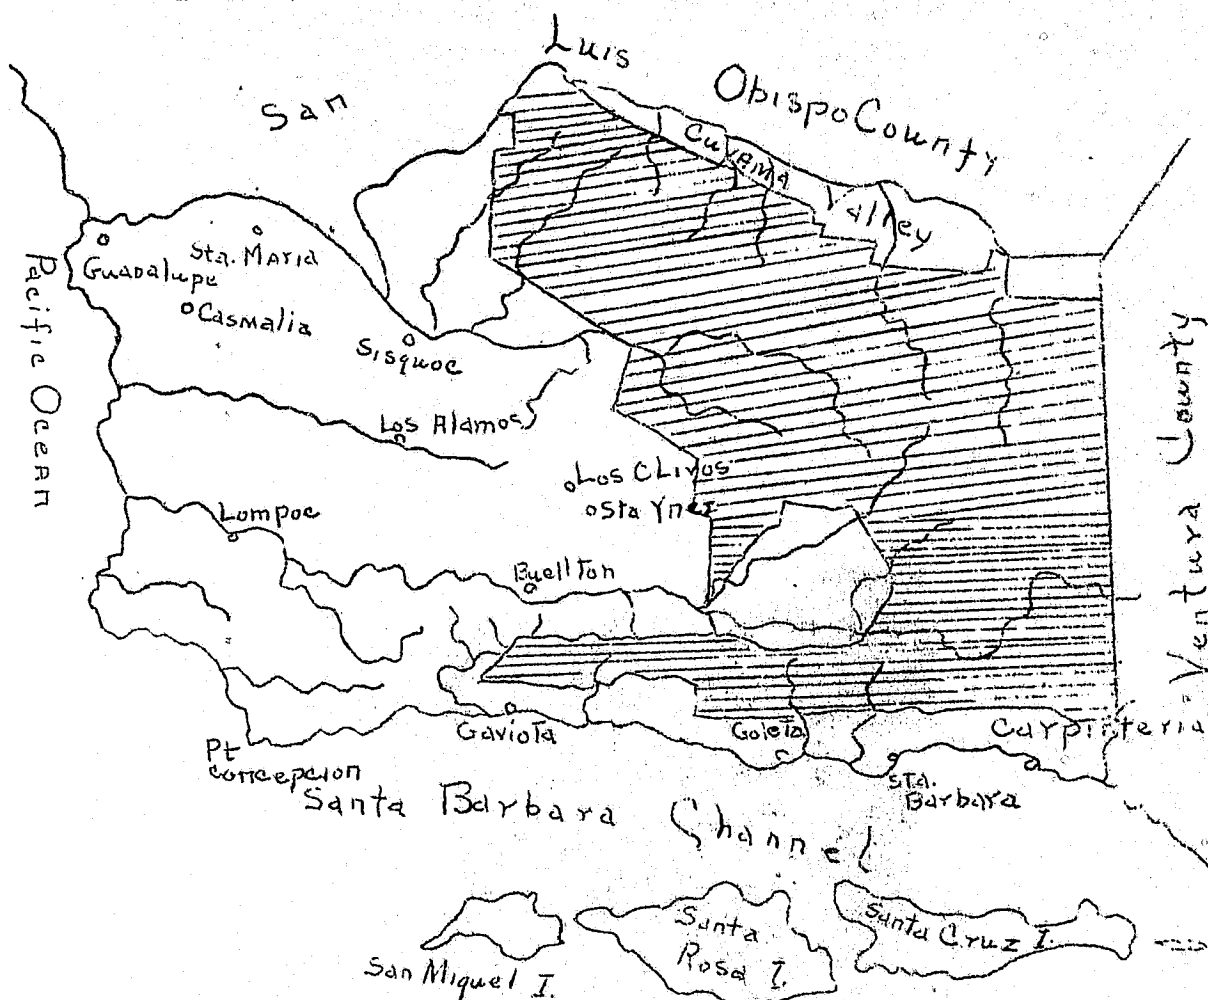 San Luis Obispo County
Cuyama
Valley
Pacific Ocean
Guadalupe
Sta. Maria
Casmalia
Sisquoc
Los Alamos
Los Olivos
Sta Ynez
Lompoc
Buellton
Ventura County
Gaviota
Goleta
Carpinteria
Pt
Concepcion
Sta.
Barbara
Santa Barbara Channel
San Miguel I.
Santa
Rosa I.
Santa Cruz I.